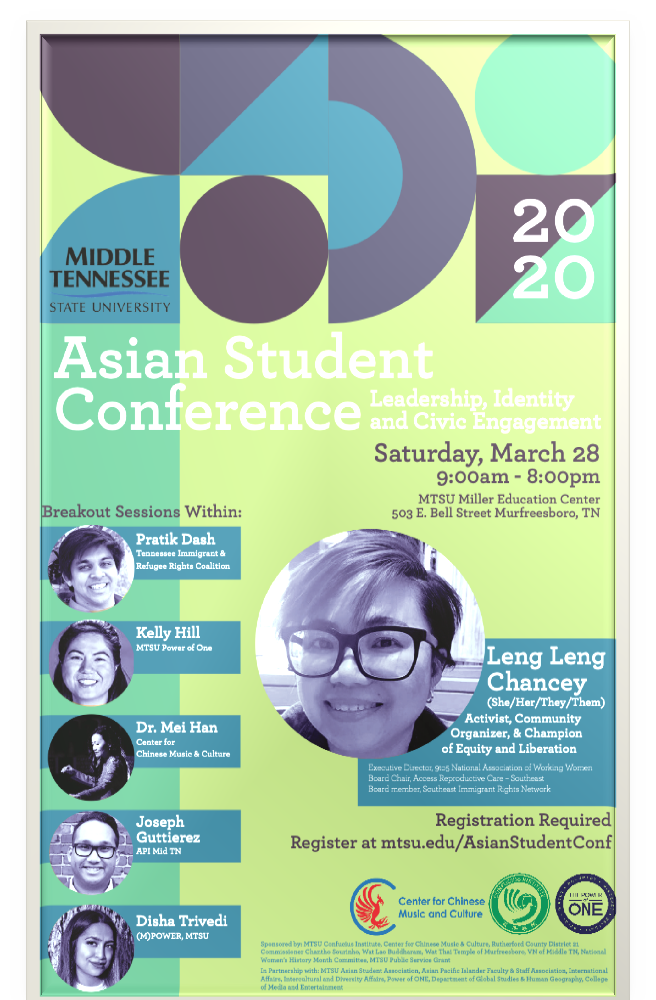 20
20
MIDDLE
TENNESSEE
STATE UNIVERSITY
Asian Student
Conference
Leadership, Identity
and Civic Engagement
Saturday, March 28
9:00am - 8:00pm
MTSU Miller Education Center
503 E. Bell Street Murfreesboro, TN
Breakout Sessions Within:
Pratik Dash
Tennessee Immigrant &
Refugee Rights Coalition
Kelly Hill
MTSU Power of One
Dr. Mei Han
Center for
Chinese Music & Culture
Joseph
Guttierez
API Mid TN
Disha Trivedi
(M)POWER, MTSU
Leng Leng
Chancey
(She/Her/They/Them)
Activist, Community
Organizer, & Champion
of Equity and Liberation
Executive Director, 9to5 National Association of Working Women
Board Chair, Access Reproductive Care – Southeast
Board member, Southeast Immigrant Rights Network
Registration Required
Register at mtsu.edu/AsianStudentConf
Center for Chinese
Music and Culture
CONFUCIUS INSTITUTE
THE POWER
of
ONE
Sponsored by: MTSU Confucius Institute, Center for Chinese Music & Culture, Rutherford County District 21
Commissioner Chantho Sourinho, Wat Lao Buddharam, Wat Thai Temple of Murfreesboro, VN of Middle TN, National
Women's History Month Committee, MTSU Public Service Grant
In Partnership with: MTSU Asian Student Association, Asian Pacific Islander Faculty & Staff Association, International
Affairs, Intercultural and Diversity Affairs, Power of ONE, Department of Global Studies & Human Geography, College
of Media and Entertainment